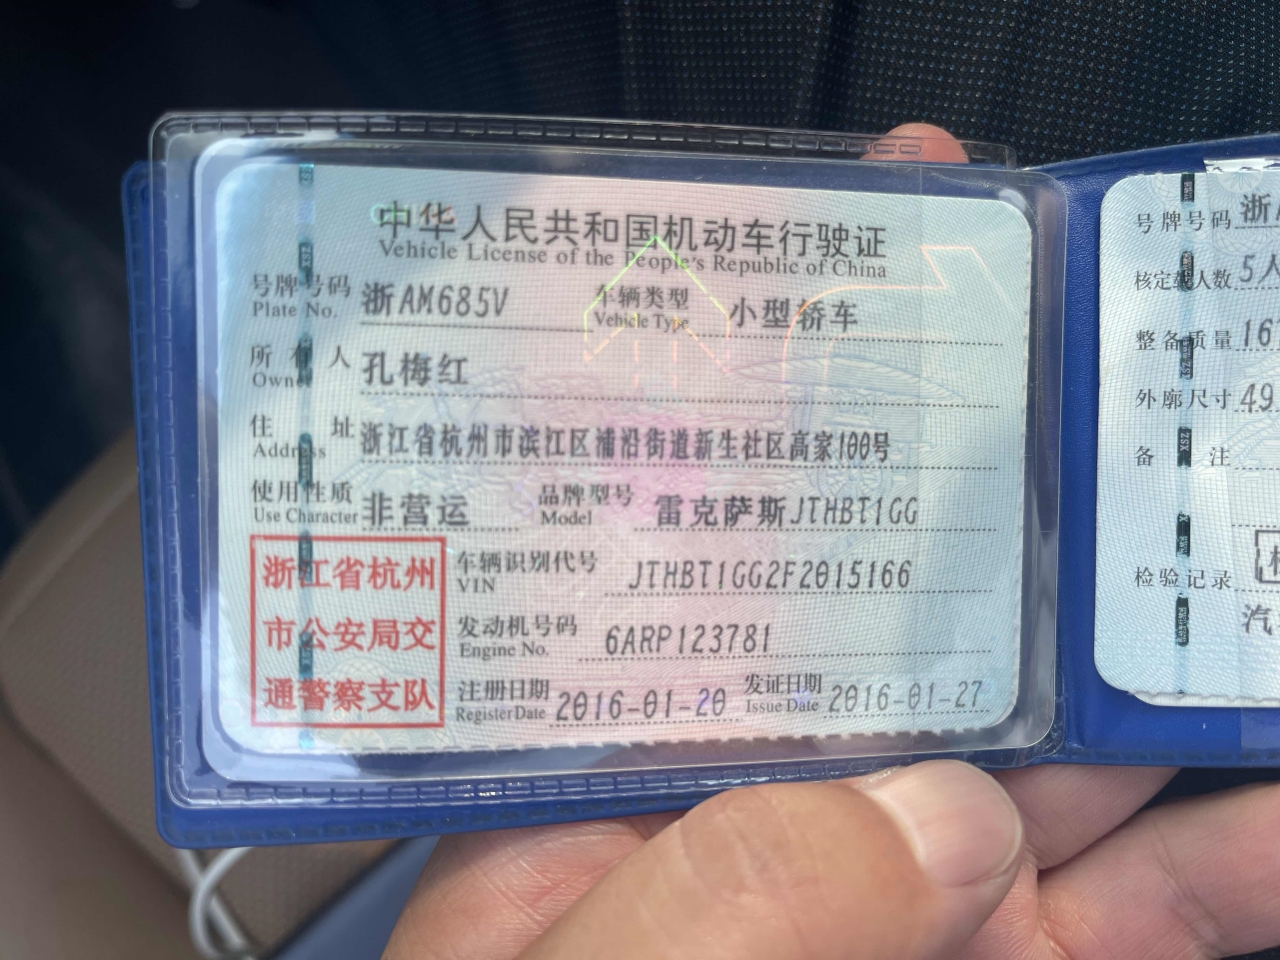 中华人民共和国机动车行驶证
Vehicle License of the People's Republic of China
号牌号码 浙AM685V 车辆类型 小型轿车
Plate No. Vehicle Type
所有人 孔梅红
Owner
住址 浙江省杭州市滨江区浦沿街道新生社区高家100号
Address
使用性质 非营运 品牌型号 雷克萨斯JTHBT1GG
Use Character Model
浙江省杭州
市公安局交
通警察支队
车辆识别代号 JTHBT1GG2F2015166
VIN
发动机号码 6ARP123781
Engine No.
注册日期 2016-01-20 发证日期 2016-01-27
Register Date Issue Date
号牌号码 浙
核定载人数 5人
整备质量 16
外廓尺寸 49
备注
检验记录
汽